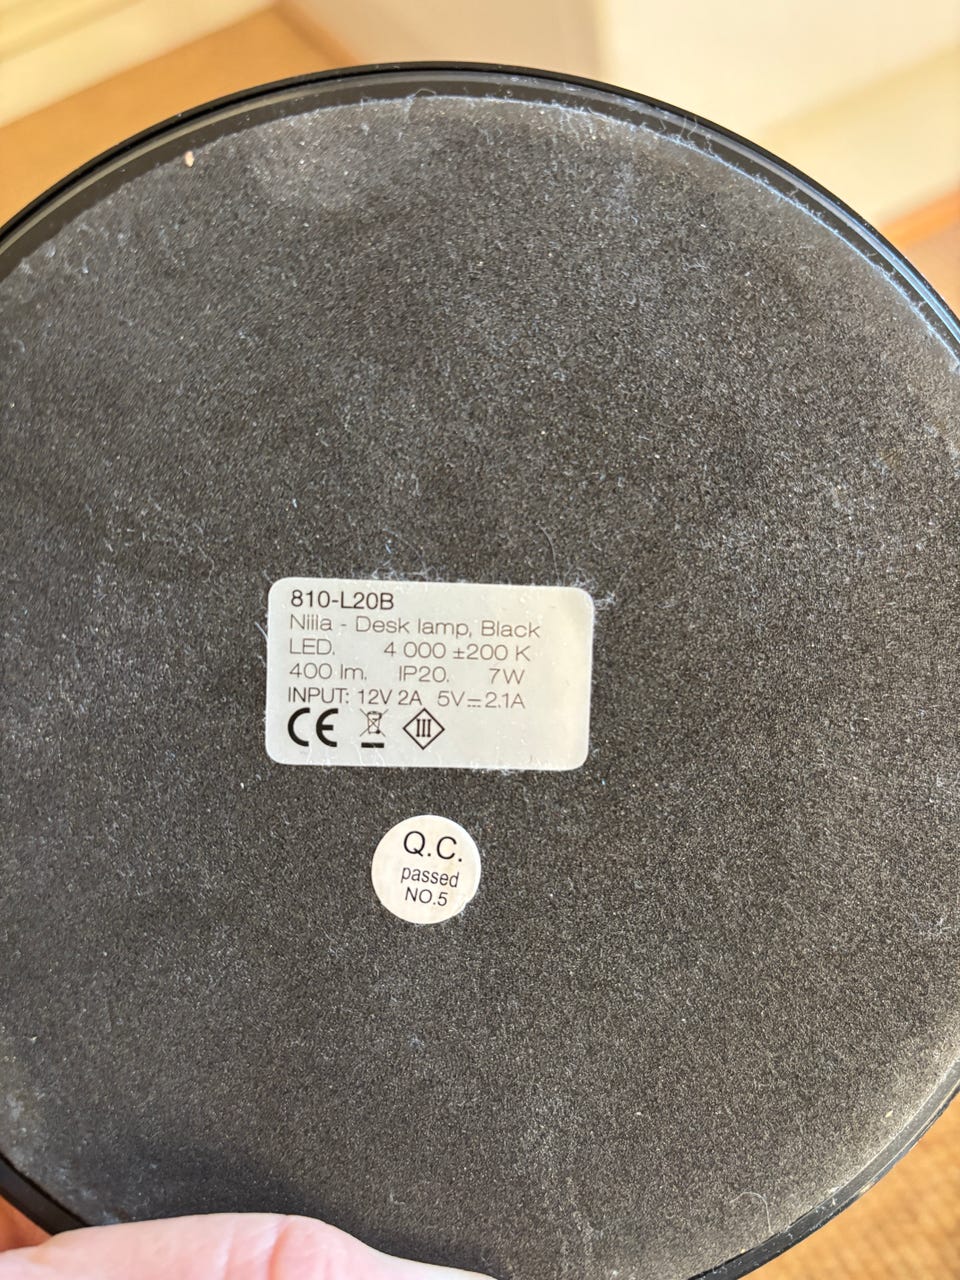 810-L20B
Niila - Desk lamp, Black
LED. 4 000 ±200 K
400 lm. IP20. 7W
INPUT: 12V 2A 5V⎓2.1A
CE III
Q.C.
passed
NO.5